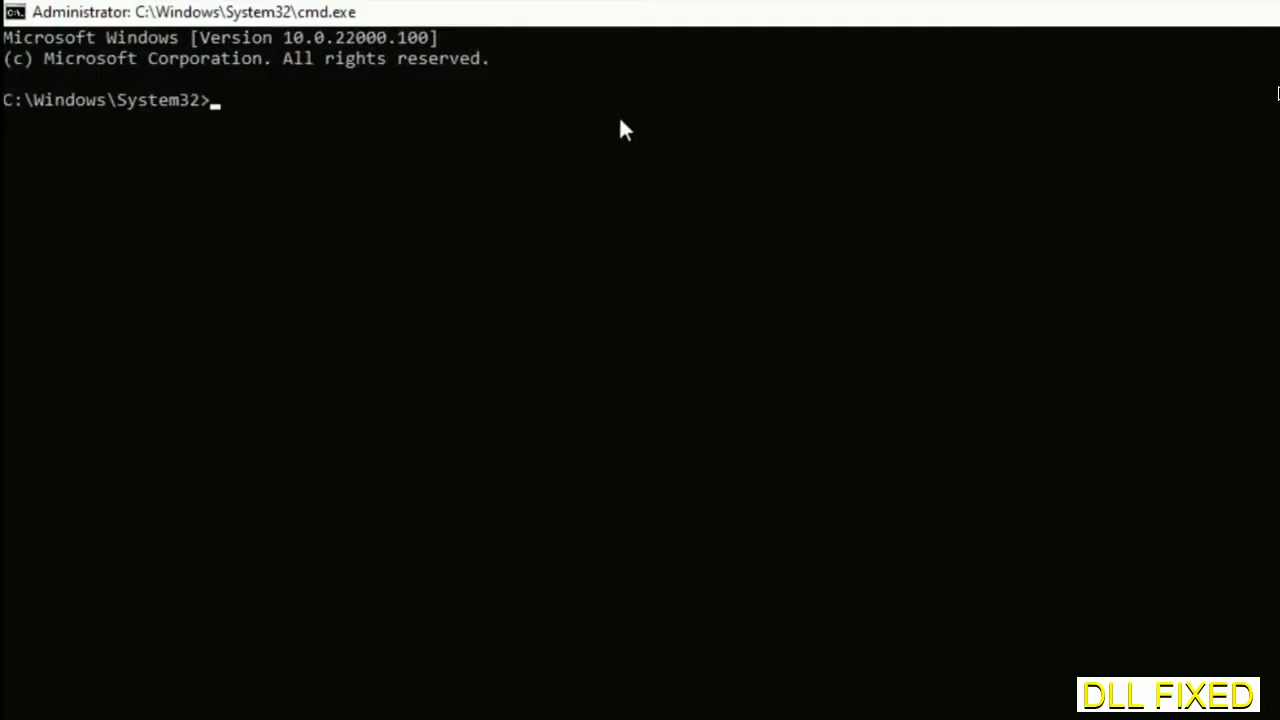 Administrator: C:\Windows\System32\cmd.exe
Microsoft Windows [Version 10.0.22000.100]
(c) Microsoft Corporation. All rights reserved.
C:\Windows\System32>
DLL FIXED